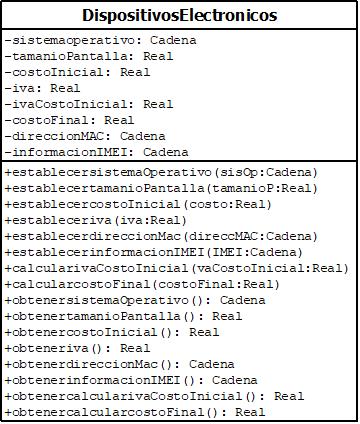 DispositivosElectronicos
-sistemaoperativo: Cadena
-tamanioPantalla: Real
-costoInicial: Real
-iva: Real
-ivaCostoInicial: Real
-costoFinal: Real
-direccionMAC: Cadena
-informacionIMEI: Cadena
+establecersistemaOperativo(sisOp:Cadena)
+establecertamanioPantalla(tamanioP:Real)
+establecercostoInicial(costo:Real)
+estableceriva(iva:Real)
+establecerdireccionMac(direccMAC:Cadena)
+establecerinformacionIMEI(IMEI:Cadena)
+calcularivaCostoInicial(vaCostoInicial:Real)
+calcularcostoFinal(costoFinal:Real)
+obtenersistemaOperativo(): Cadena
+obtenertamanioPantalla(): Real
+obtenercostoInicial(): Real
+obteneriva(): Real
+obtenerdireccionMac(): Cadena
+obtenerinformacionIMEI(): Cadena
+obtenercalcularivaCostoInicial(): Real
+obtenercalcularcostoFinal(): Real